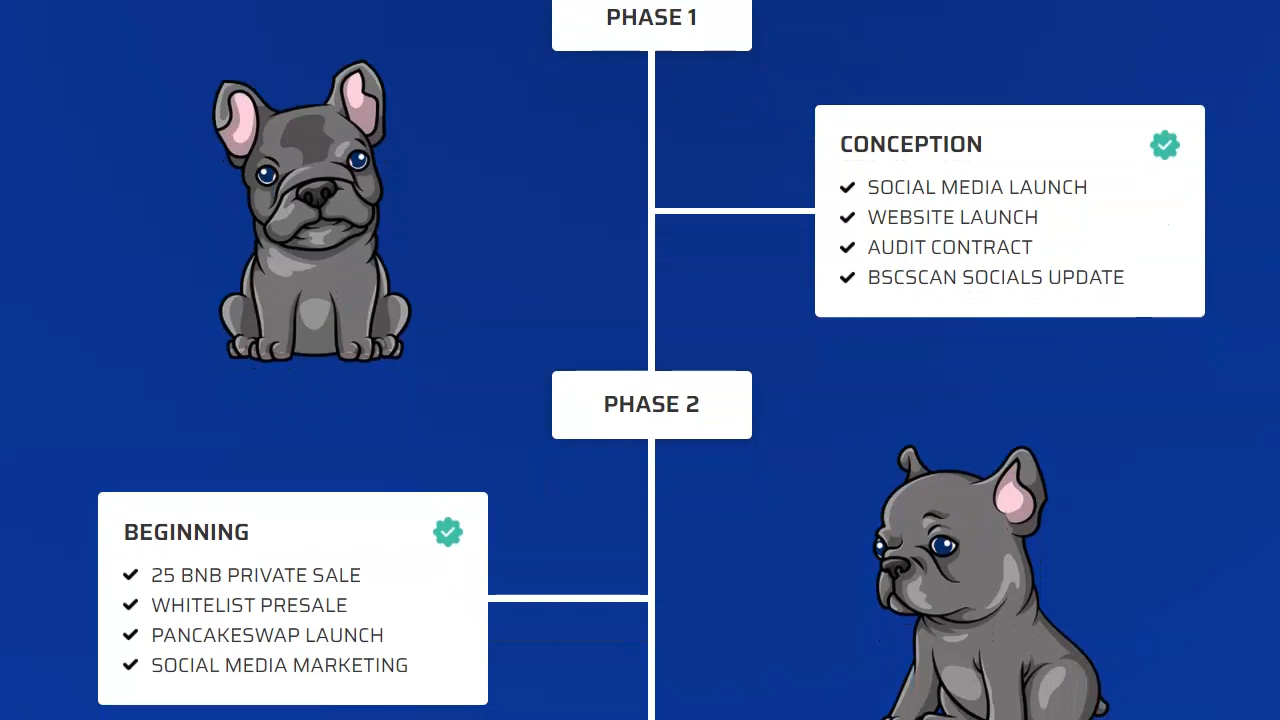 PHASE 1
CONCEPTION
SOCIAL MEDIA LAUNCH
WEBSITE LAUNCH
AUDIT CONTRACT
BSCSCAN SOCIALS UPDATE
PHASE 2
BEGINNING
25 BNB PRIVATE SALE
WHITELIST PRESALE
PANCAKESWAP LAUNCH
SOCIAL MEDIA MARKETING